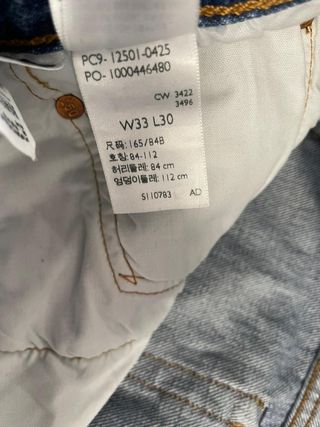 PC9- 12501-0425
PO-1000446480
CW 3422
3496
W33 L30
尺码:165/84B
호칭:84-112
허리둘레:84 cm
엉덩이둘레:112 cm
S110783 AD